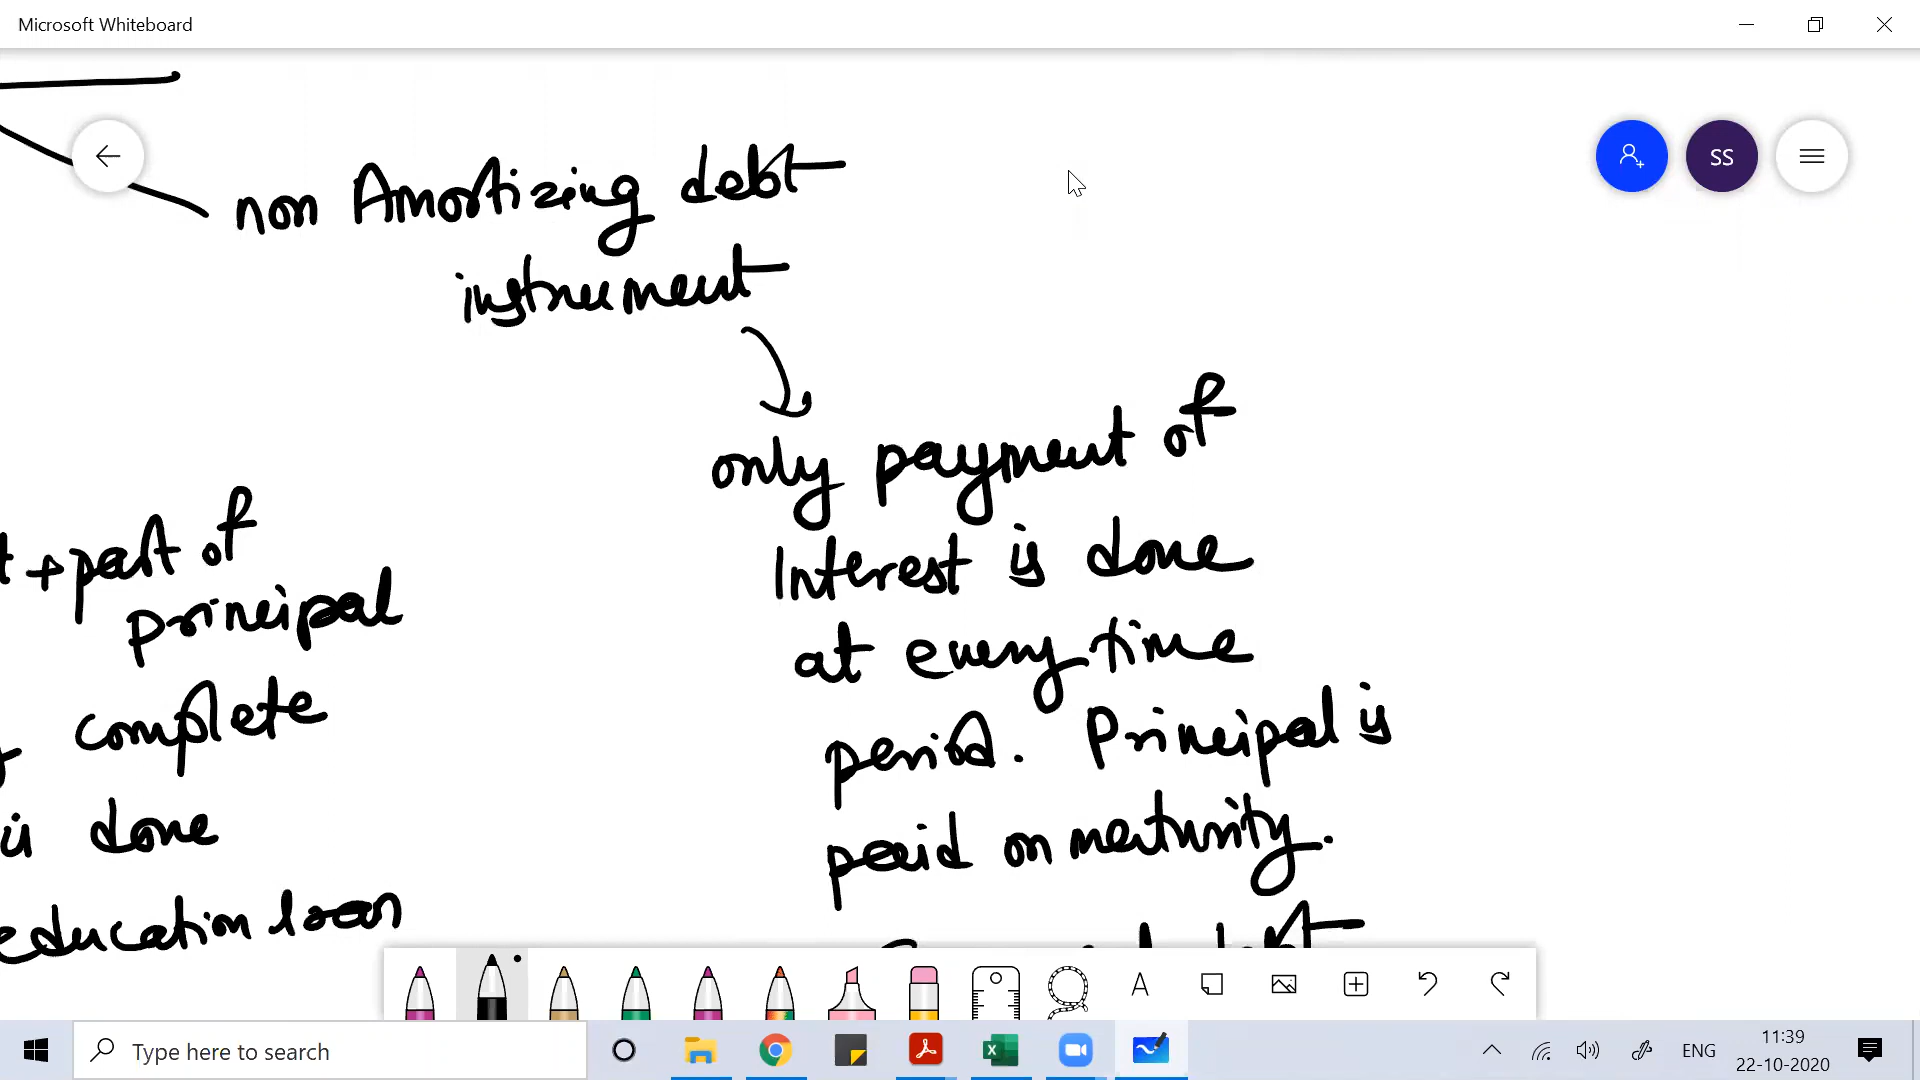 Microsoft Whiteboard
SS
non Amortizing debt
instrument
only payment of
Interest is done
at every time
period. Principal is
paid on maturity.
debt
+ part of
principal
complete
is done
education loan
A
Type here to search
ENG
11:39
22-10-2020